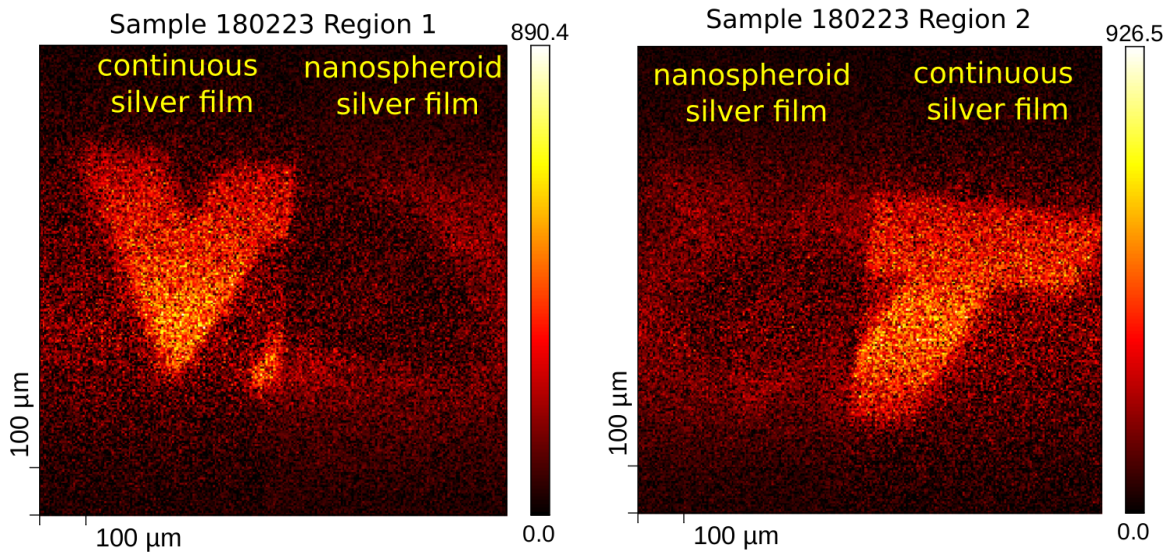 Sample 180223 Region 1
890.4
continuous
silver film
nanospheroid
silver film
100 µm
100 µm
0.0
Sample 180223 Region 2
926.5
nanospheroid
silver film
continuous
silver film
100 µm
100 µm
0.0